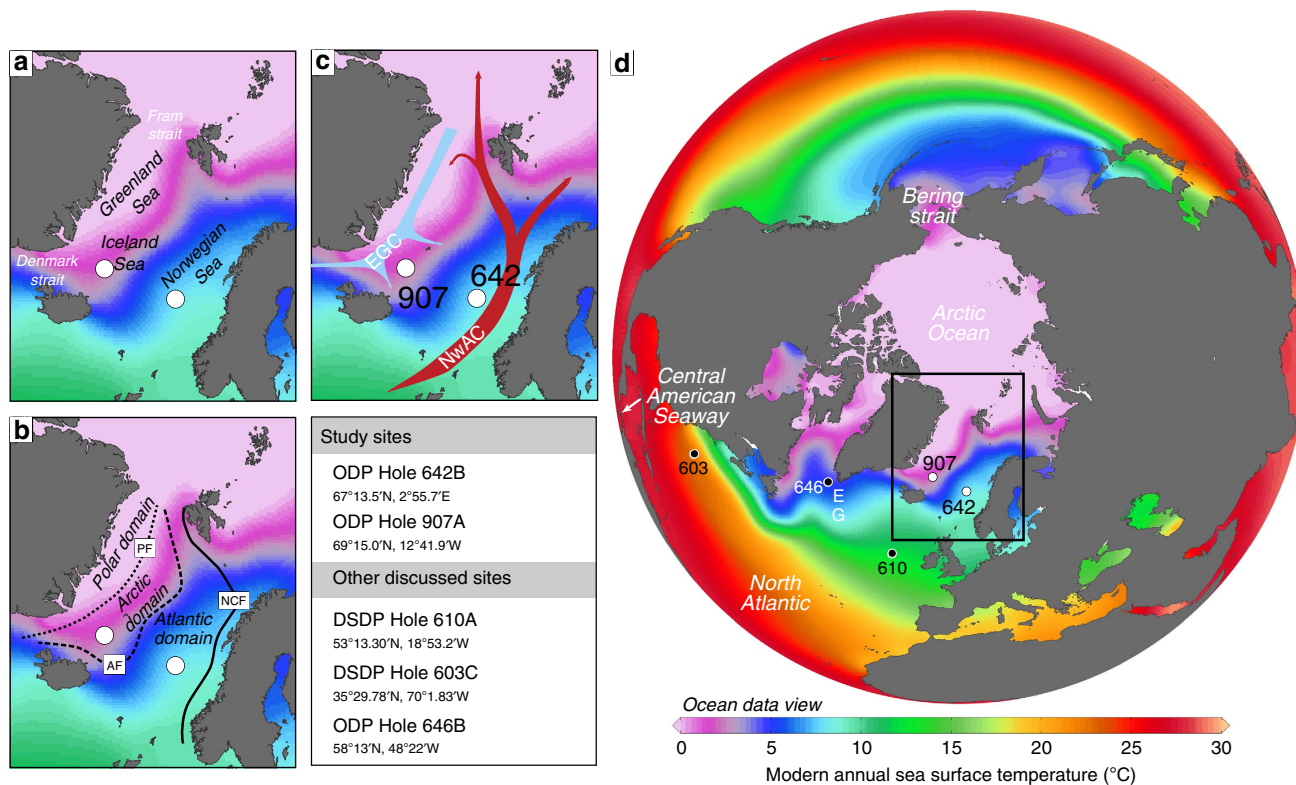 a
Fram
strait
Greenland
Sea
Iceland
Sea
Denmark
strait
Norwegian
Sea
c
EGC
907
642
NwAC
d
Bering
strait
Arctic
Ocean
Central
American
Seaway
603
646
E
G
907
642
610
North
Atlantic
b
Polar domain
PF
Arctic
domain
Atlantic
domain
NCF
AF
Study sites
ODP Hole 642B
67°13.5′N, 2°55.7′E
ODP Hole 907A
69°15.0′N, 12°41.9′W
Other discussed sites
DSDP Hole 610A
53°13.30′N, 18°53.2′W
DSDP Hole 603C
35°29.78′N, 70°1.83′W
ODP Hole 646B
58°13′N, 48°22′W
Ocean data view
0 5 10 15 20 25 30
Modern annual sea surface temperature (°C)